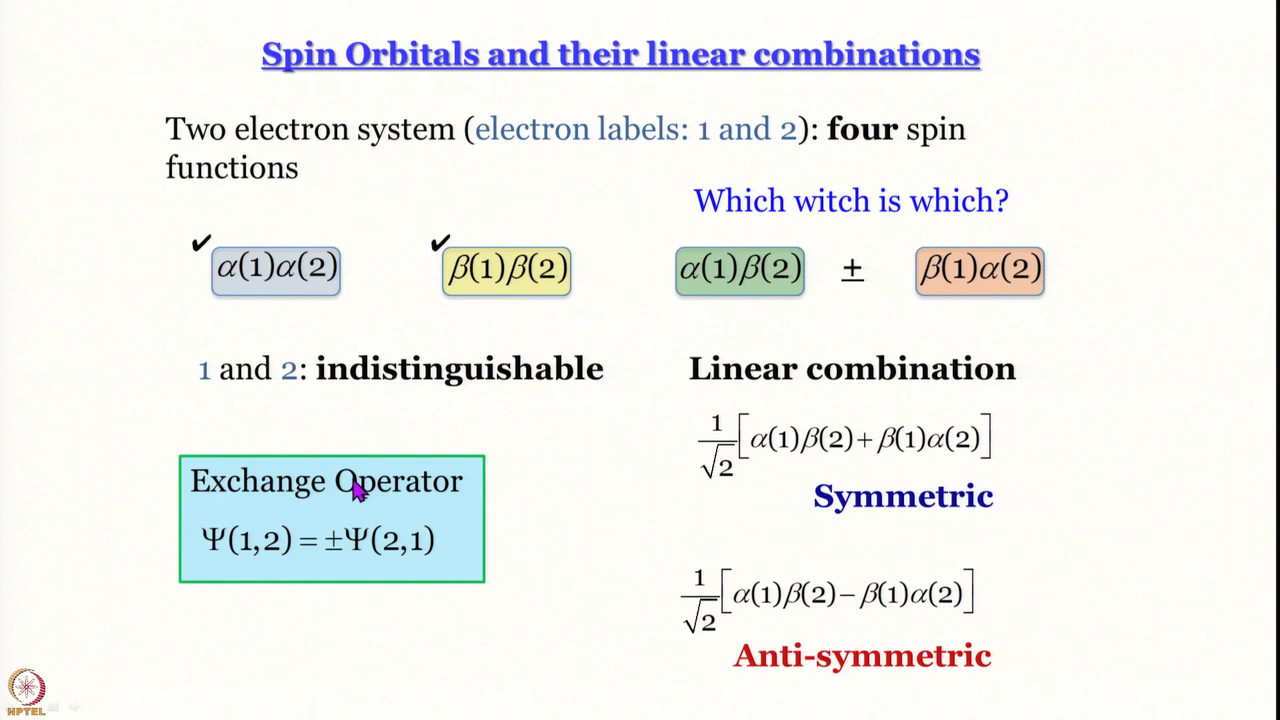 Spin Orbitals and their linear combinations
Two electron system (electron labels: 1 and 2): four spin
functions
Which witch is which?
✔ α(1)α(2) ✔ β(1)β(2) α(1)β(2) ± β(1)α(2)
1 and 2: indistinguishable
Linear combination
1/√2 [α(1)β(2)+β(1)α(2)]
Symmetric
Exchange Operator
Ψ(1,2) = ±Ψ(2,1)
1/√2 [α(1)β(2)−β(1)α(2)]
Anti-symmetric
NPTEL